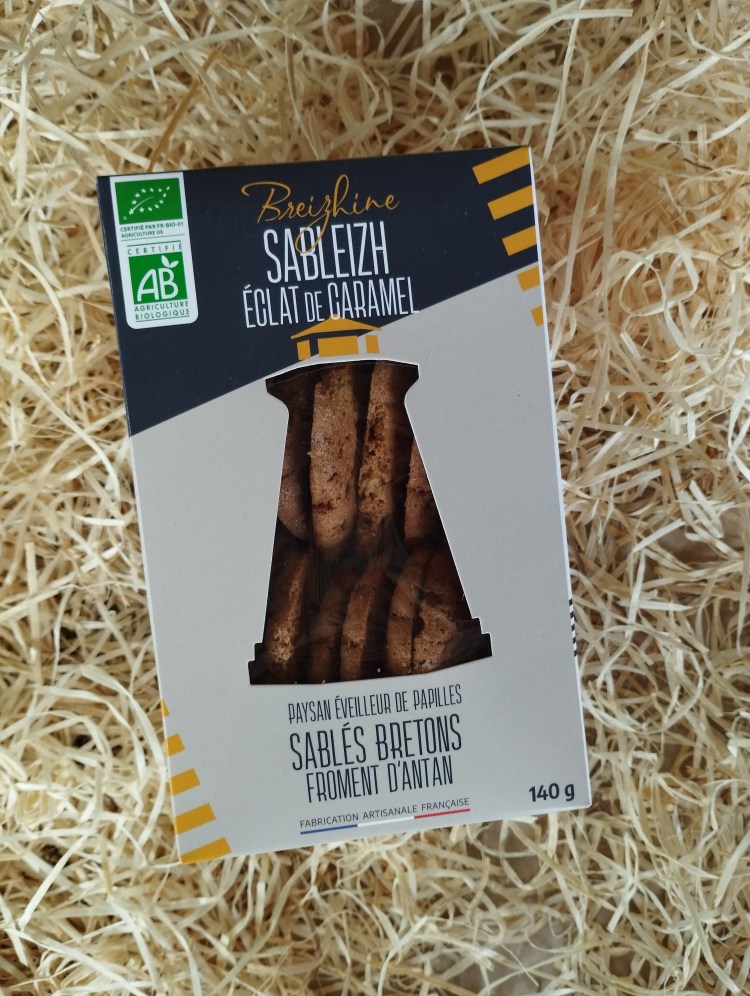 CERTIFIÉ PAR FR-BIO-01
AGRICULTURE UE
CERTIFIÉ
AB
AGRICULTURE
BIOLOGIQUE
Breizhine
SABLEIZH
ÉCLAT DE CARAMEL
PAYSAN ÉVEILLEUR DE PAPILLES
SABLÉS BRETONS
FROMENT D'ANTAN
FABRICATION ARTISANALE FRANÇAISE
140 g